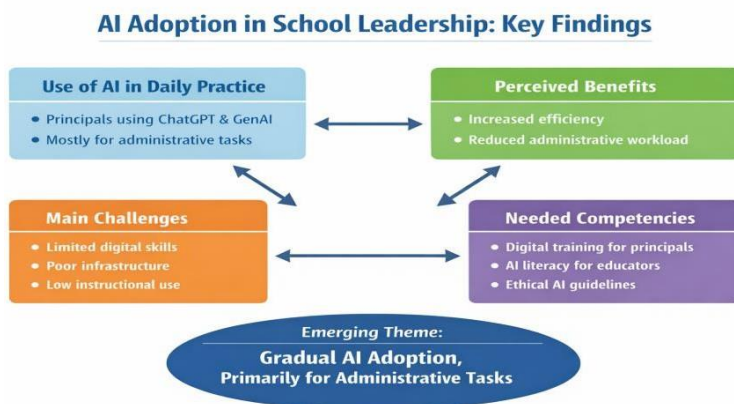 AI Adoption in School Leadership: Key Findings
Use of AI in Daily Practice
• Principals using ChatGPT & GenAI
• Mostly for administrative tasks
Perceived Benefits
• Increased efficiency
• Reduced administrative workload
Main Challenges
• Limited digital skills
• Poor infrastructure
• Low instructional use
Needed Competencies
• Digital training for principals
• AI literacy for educators
• Ethical AI guidelines
Emerging Theme:
Gradual AI Adoption,
Primarily for Administrative Tasks